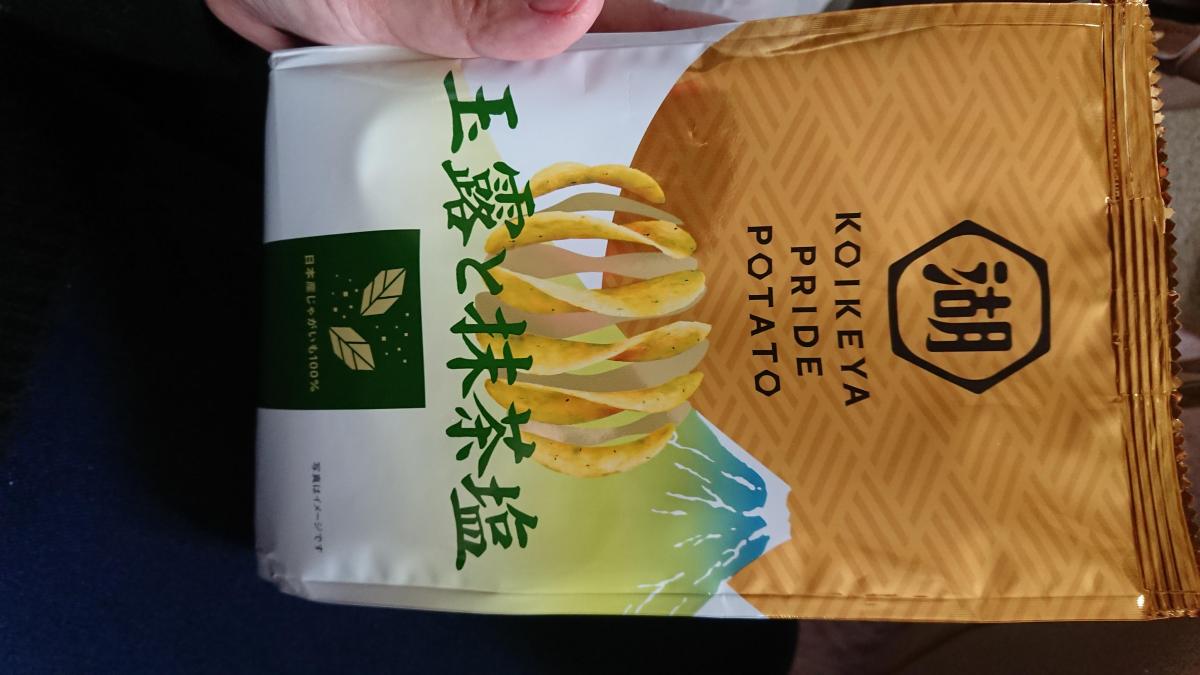 湖
KOIKEYA
PRIDE
POTATO
玉露と抹茶塩
日本産じゃがいも100%
写真はイメージです